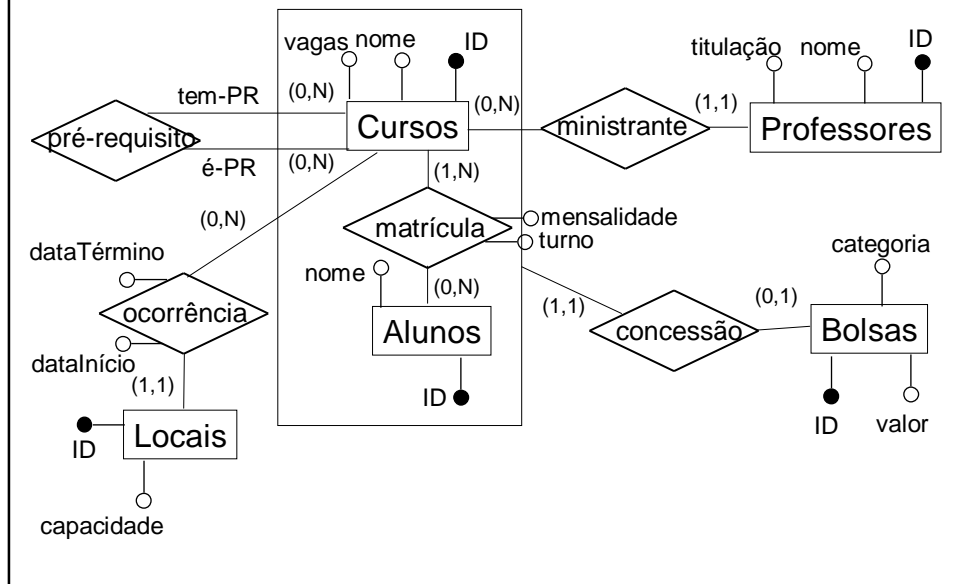 vagas nome ID
titulação nome ID
tem-PR (0,N) (0,N) (1,1)
Cursos ministrante Professores
pré-requisito
é-PR (0,N) (1,N)
(0,N)
matrícula mensalidade
turno
dataTérmino nome categoria
(0,N) (1,1) (0,1)
ocorrência Alunos concessão Bolsas
dataInício
(1,1)
ID ID valor
ID Locais
capacidade